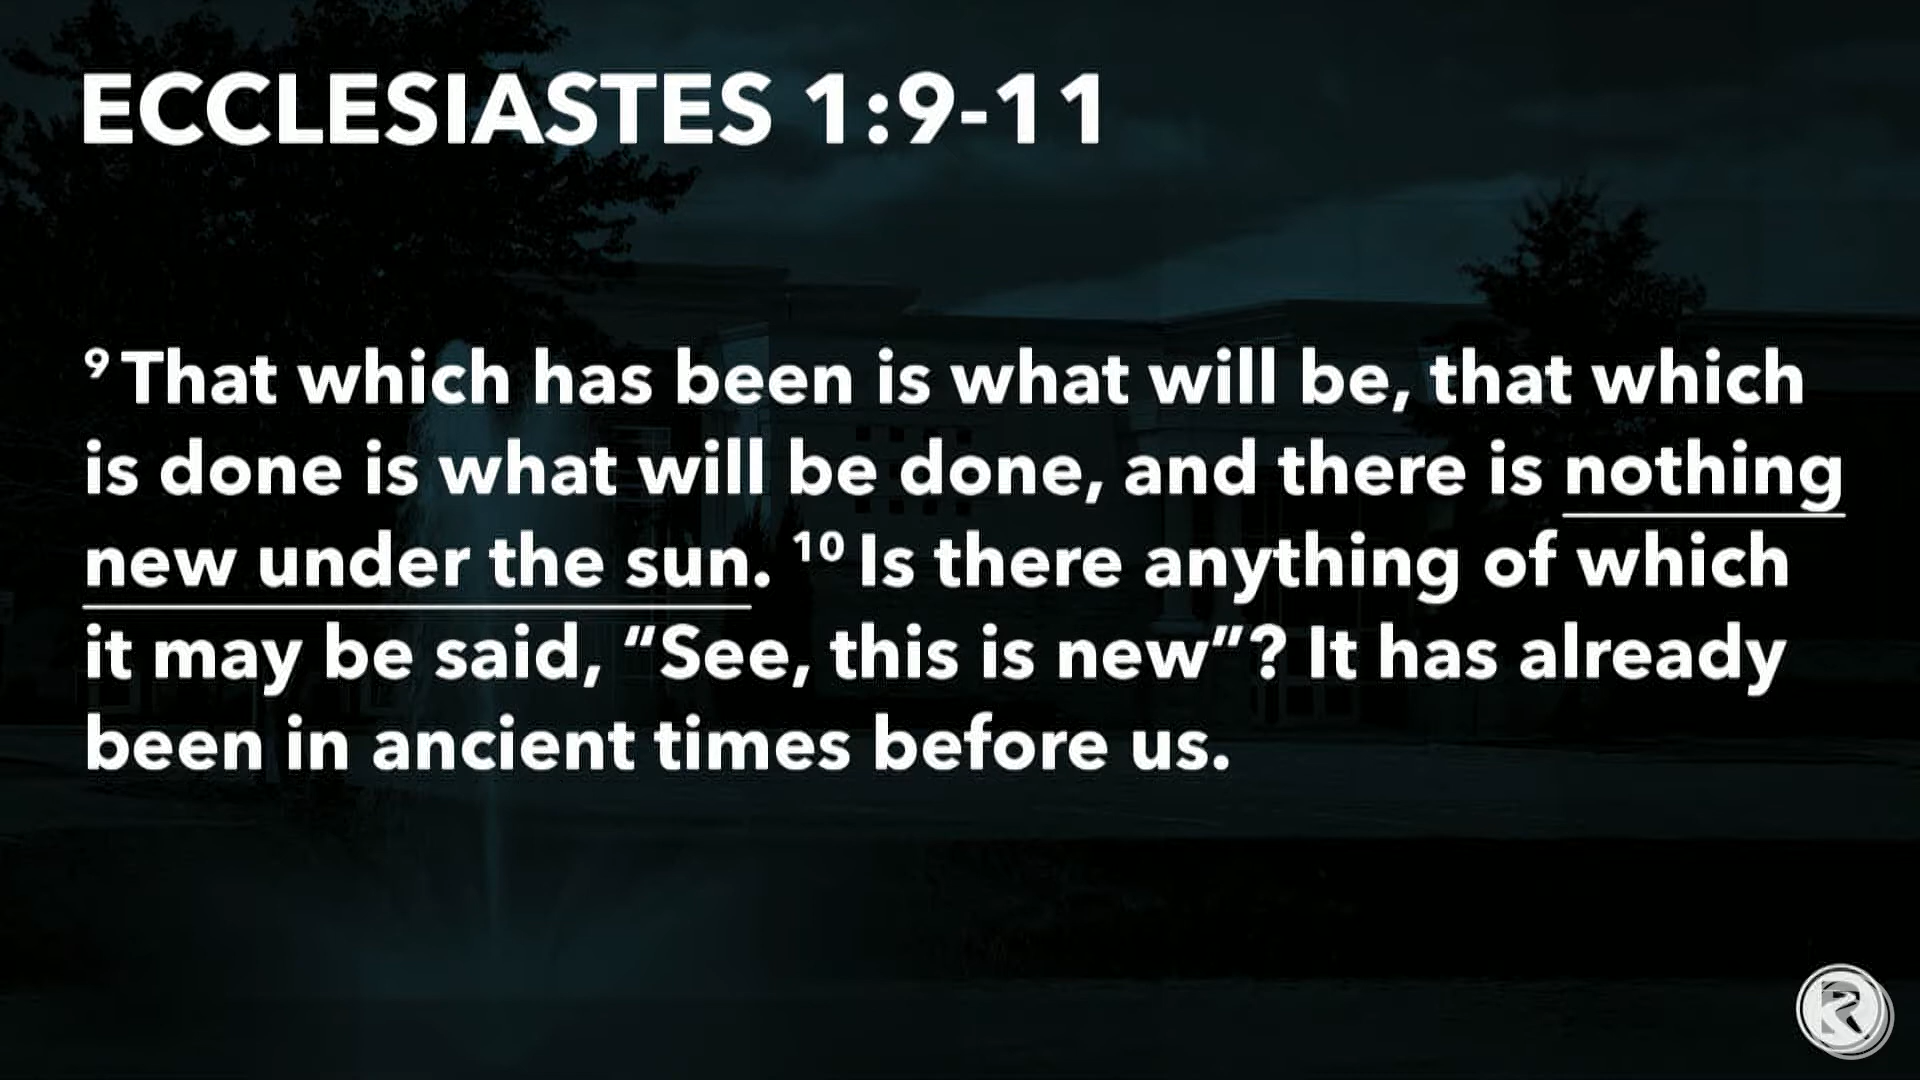 ECCLESIASTES 1:9-11
⁹ That which has been is what will be, that which
is done is what will be done, and there is nothing
new under the sun. ¹⁰ Is there anything of which
it may be said, “See, this is new”? It has already
been in ancient times before us.
R